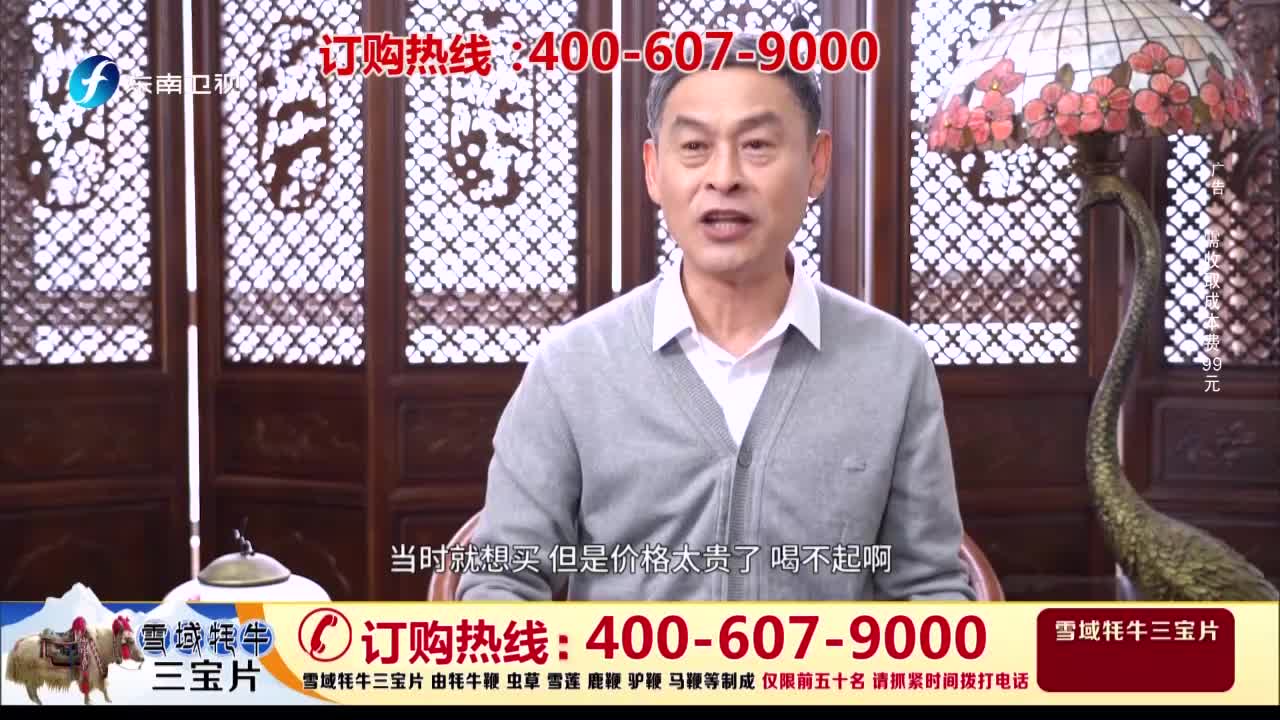 订购热线：400-607-9000
东南卫视
广告 需收取成本费99元
当时就想买 但是价格太贵了 喝不起啊
雪域牦牛
三宝片
订购热线：400-607-9000
雪域牦牛三宝片 由牦牛鞭 虫草 雪莲 鹿鞭 驴鞭 马鞭等制成 仅限前五十名 请抓紧时间拨打电话
雪域牦牛三宝片